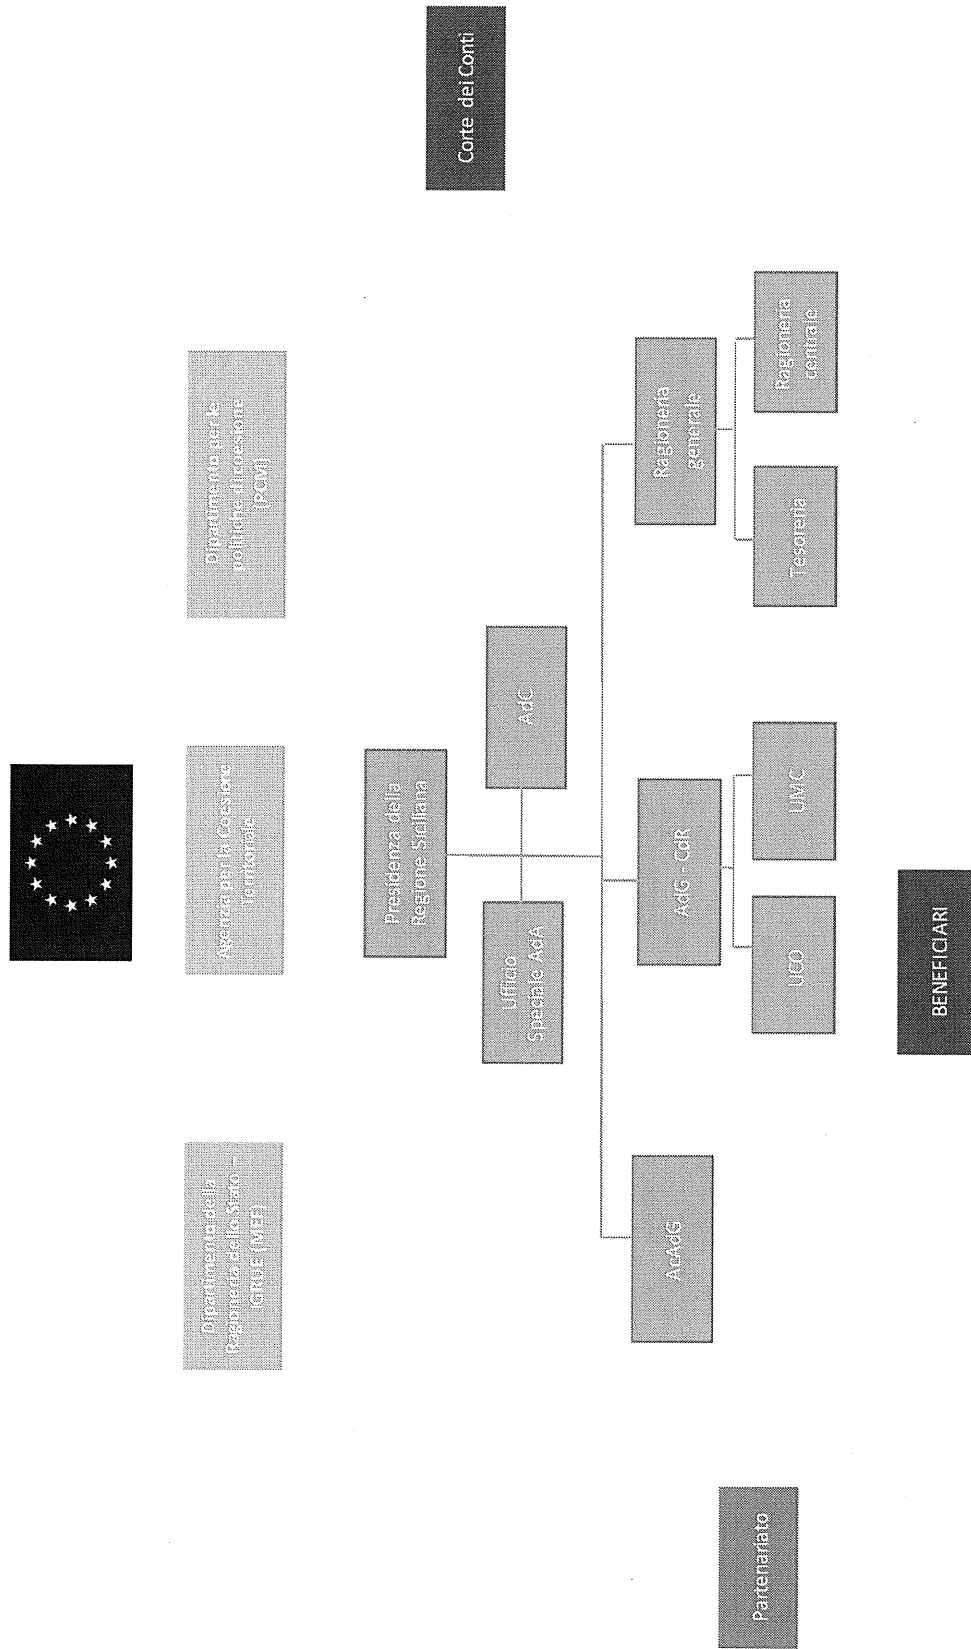 Dipartimento della
Ragioneria dello Stato –
IGRUE (MEF)
Agenzia per la Coesione
Territoriale
Dipartimento per le
politiche di coesione
(PCM)
Corte dei Conti
Presidenza della
Regione Siciliana
Ufficio
Speciale AdA
AdC
AcAdG
AdG - CdR
Ragioneria
generale
UCO
UMC
Tesoreria
Ragioneria
centrale
Partenariato
BENEFICIARI